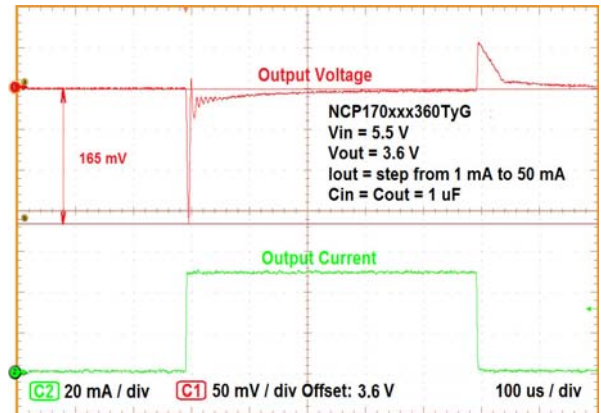 Output Voltage
NCP170xxx360TyG
Vin = 5.5 V
Vout = 3.6 V
Iout = step from 1 mA to 50 mA
Cin = Cout = 1 uF
165 mV
Output Current
C2 20 mA / div C1 50 mV / div Offset: 3.6 V 100 us / div